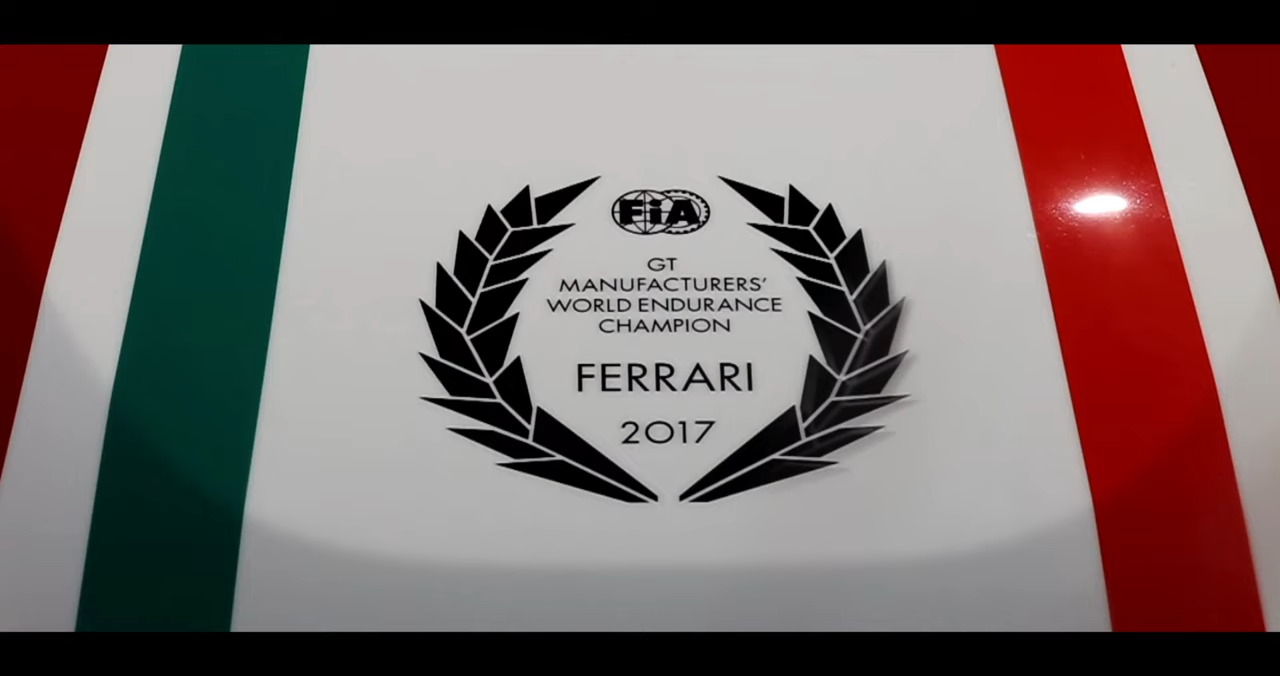 FiA
GT
MANUFACTURERS'
WORLD ENDURANCE
CHAMPION
FERRARI
2017